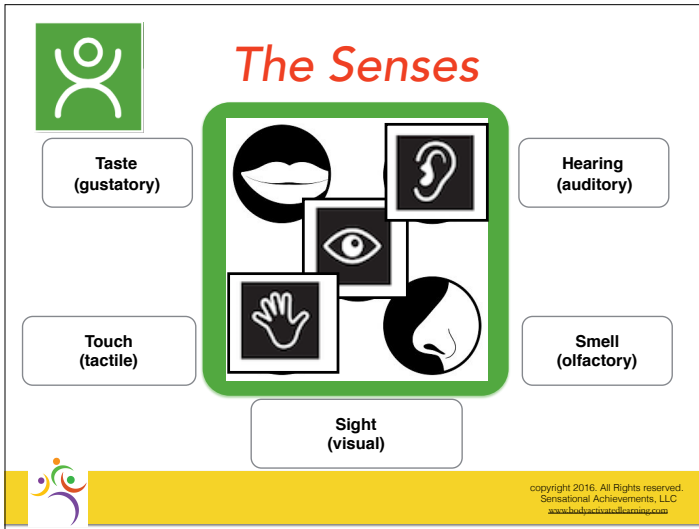 The Senses
Taste
(gustatory)
Hearing
(auditory)
Touch
(tactile)
Smell
(olfactory)
Sight
(visual)
copyright 2016. All Rights reserved.
Sensational Achievements, LLC
www.bodyactivatedlearning.com